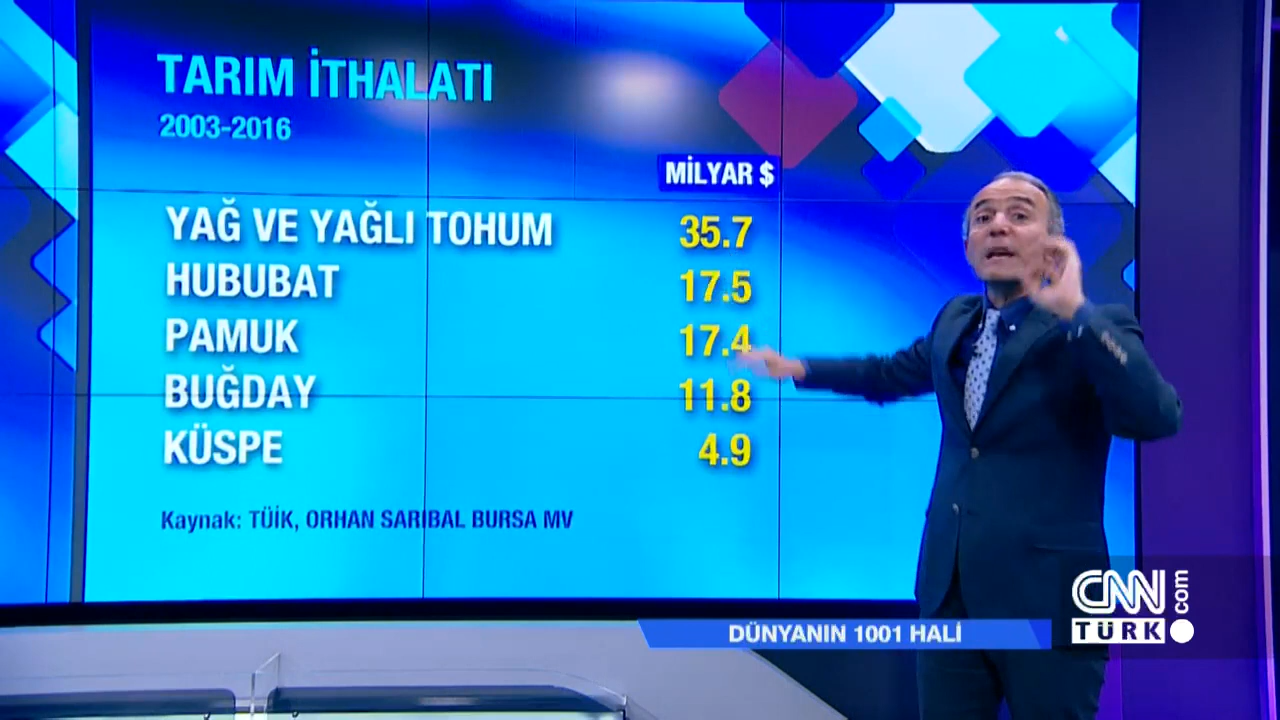 TARIM İTHALATI
2003-2016
MİLYAR $
YAĞ VE YAĞLI TOHUM 35.7
HUBUBAT 17.5
PAMUK 17.4
BUĞDAY 11.8
KÜSPE 4.9
Kaynak: TÜİK, ORHAN SARIBAL BURSA MV
DÜNYANIN 1001 HALİ
CNN
TÜRK
.com